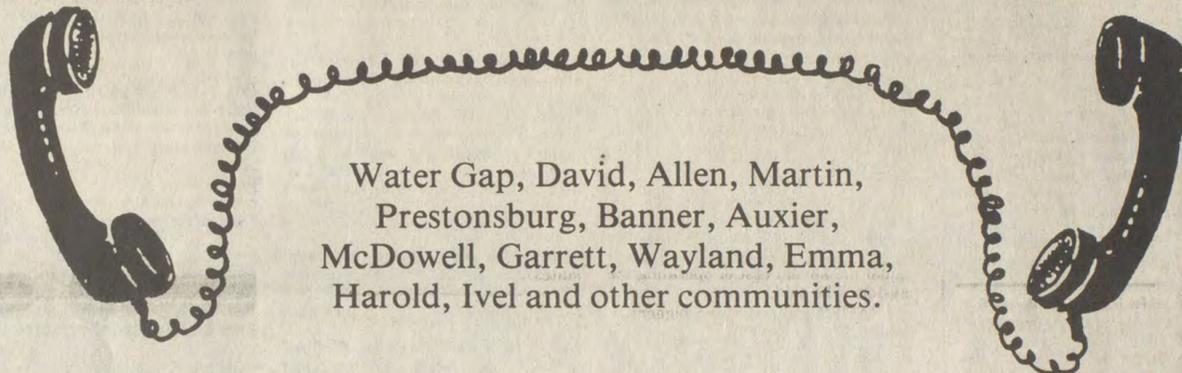 Water Gap, David, Allen, Martin,
Prestonsburg, Banner, Auxier,
McDowell, Garrett, Wayland, Emma,
Harold, Ivel and other communities.